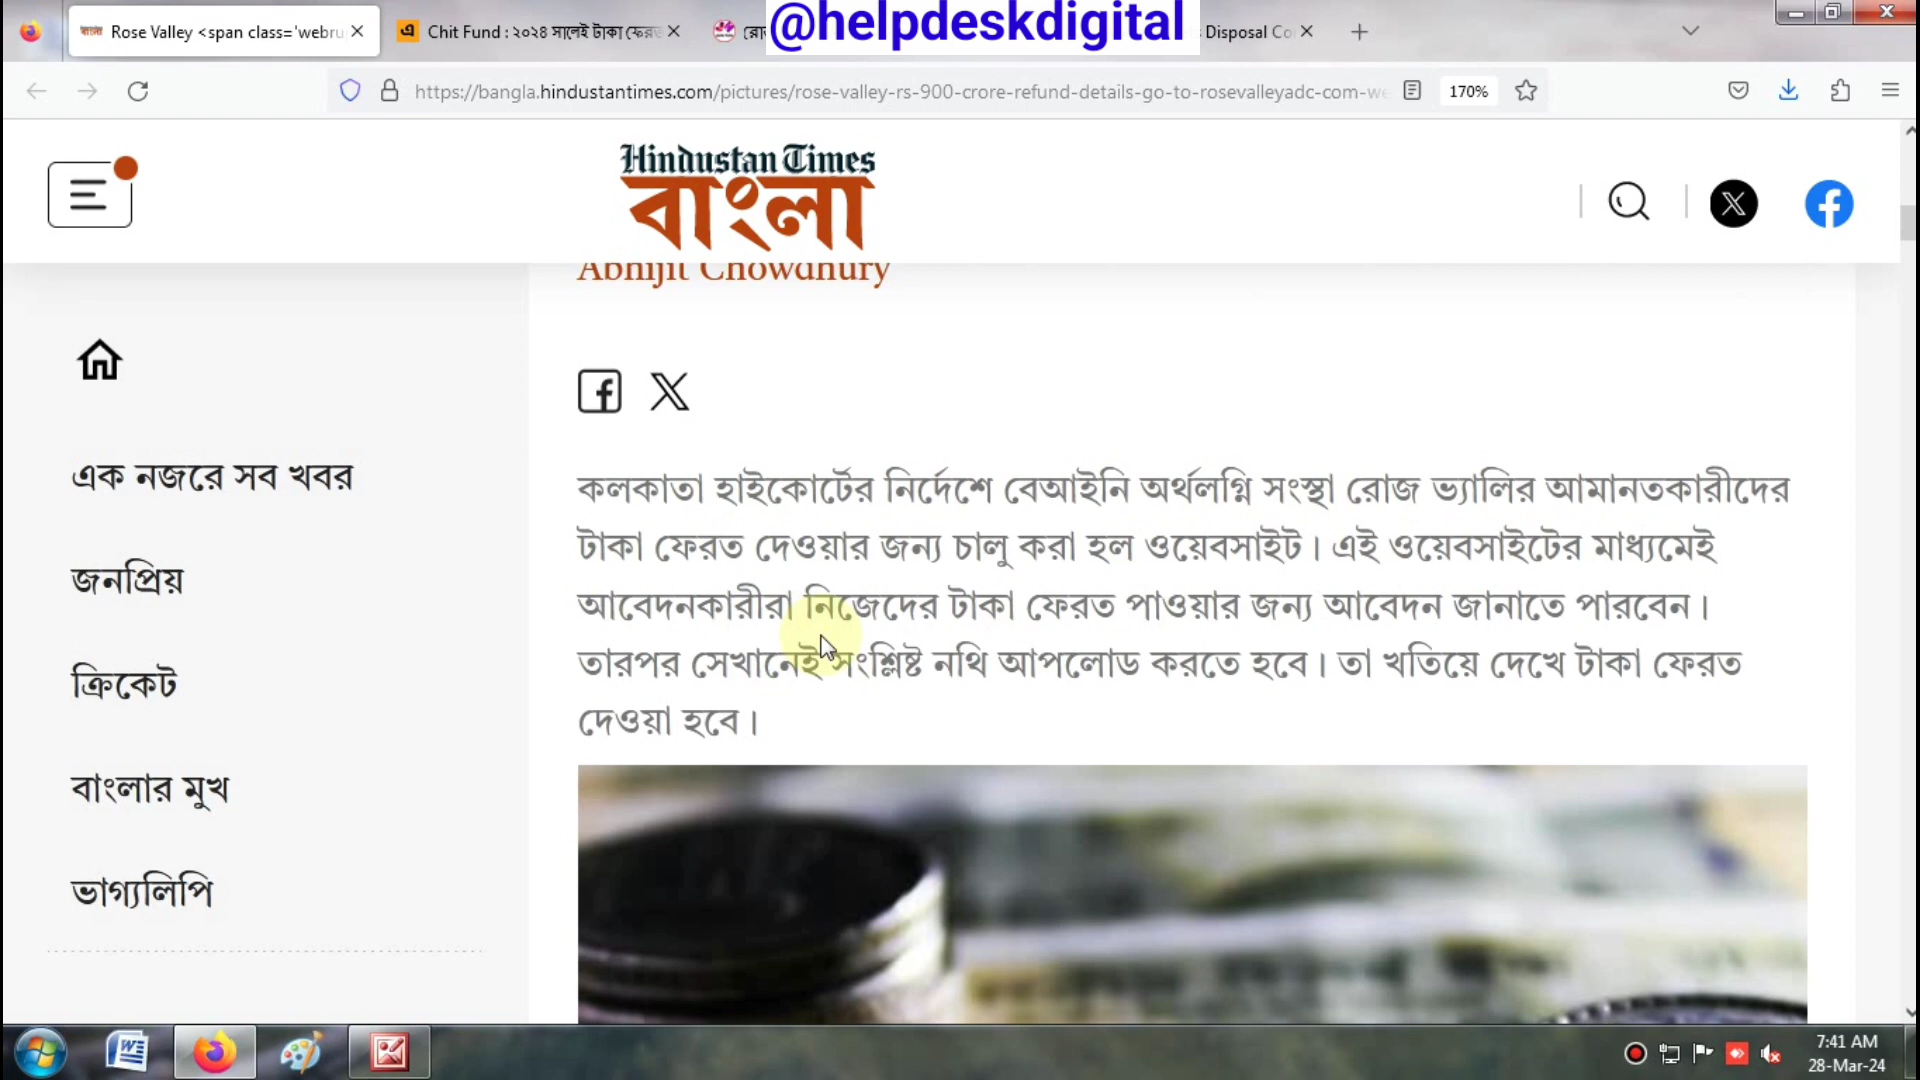 @helpdeskdigital
Rose Valley <span class='webru
Chit Fund : ২০২৪ সালেই টাকা ফেরত
Disposal Co
https://bangla.hindustantimes.com/pictures/rose-valley-rs-900-crore-refund-details-go-to-rosevalleyadc-com-we
170%
Hindustan Times
বাংলা
Abhijit Chowdhury
এক নজরে সব খবর
জনপ্রিয়
ক্রিকেট
বাংলার মুখ
ভাগ্যলিপি
কলকাতা হাইকোর্টের নির্দেশে বেআইনি অর্থলগ্নি সংস্থা রোজ ভ্যালির আমানতকারীদের
টাকা ফেরত দেওয়ার জন্য চালু করা হল ওয়েবসাইট। এই ওয়েবসাইটের মাধ্যমেই
আবেদনকারীরা নিজেদের টাকা ফেরত পাওয়ার জন্য আবেদন জানাতে পারবেন।
তারপর সেখানেই সংশ্লিষ্ট নথি আপলোড করতে হবে। তা খতিয়ে দেখে টাকা ফেরত
দেওয়া হবে।
7:41 AM
28-Mar-24